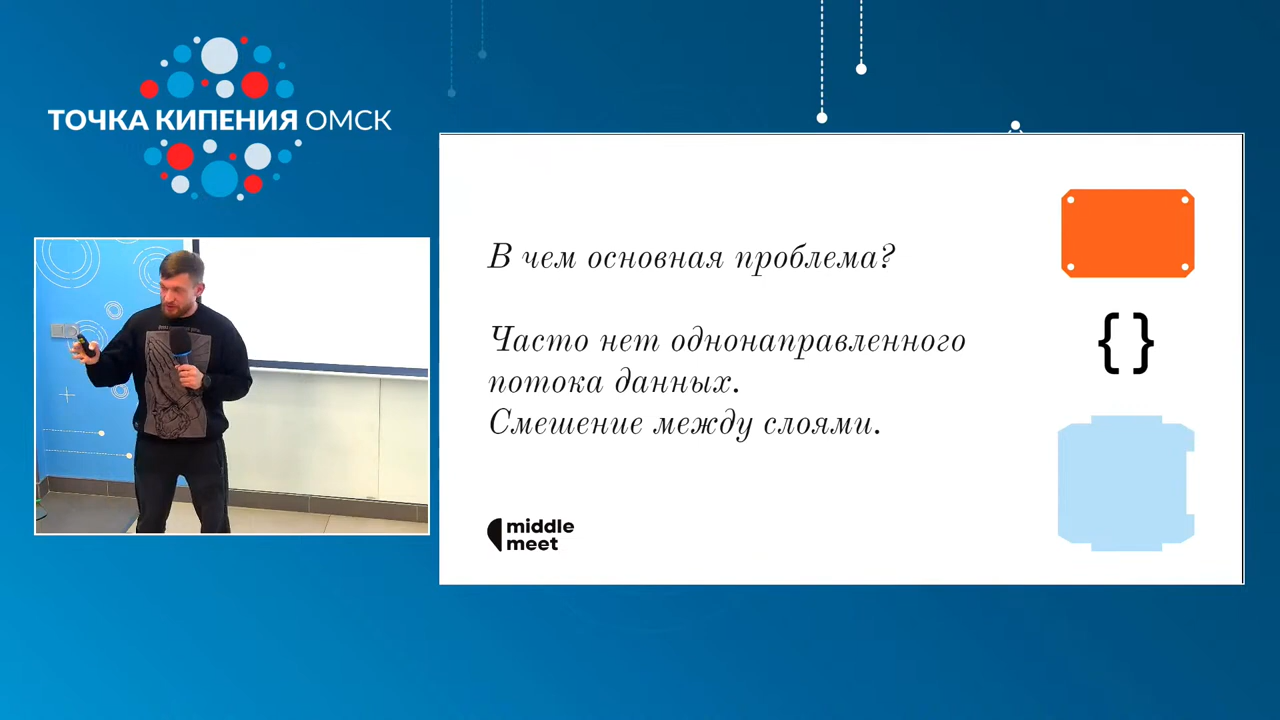 ТОЧКА КИПЕНИЯ ОМСК
В чем основная проблема?
Часто нет однонаправленного
потока данных.
Смешение между слоями.
{}
middle
meet